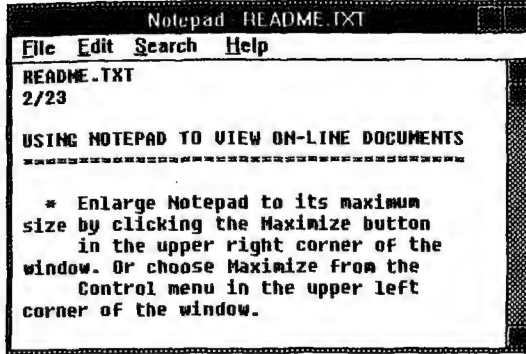 Notepad - README.TXT
File Edit Search Help
README.TXT
2/23
USING NOTEPAD TO VIEW ON-LINE DOCUMENTS
=======================================
* Enlarge Notepad to its maximum
size by clicking the Maximize button
in the upper right corner of the
window. Or choose Maximize from the
Control menu in the upper left
corner of the window.